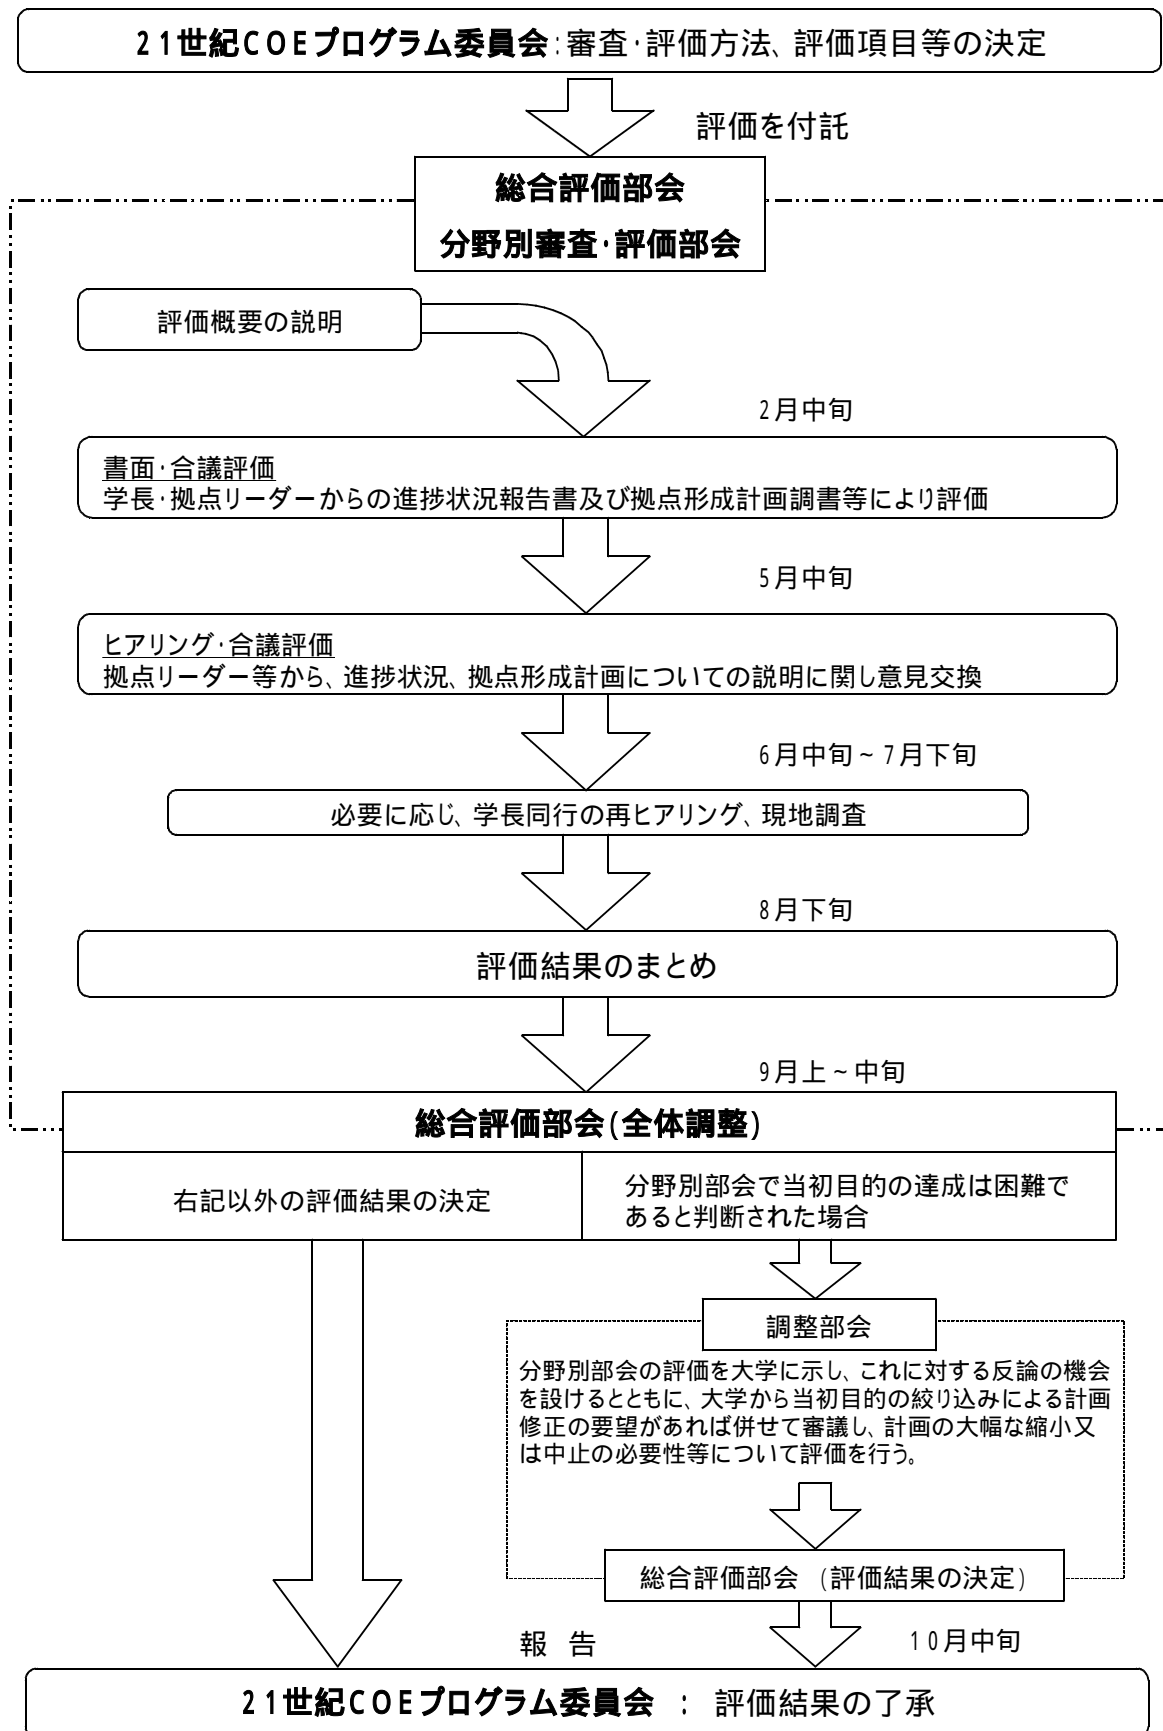 21世紀COEプログラム委員会:審査・評価方法、評価項目等の決定
評価を付託
総合評価部会
分野別審査・評価部会
評価概要の説明
2月中旬
書面・合議評価
学長・拠点リーダーからの進捗状況報告書及び拠点形成計画調書等により評価
5月中旬
ヒアリング・合議評価
拠点リーダー等から、進捗状況、拠点形成計画についての説明に関し意見交換
6月中旬~7月下旬
必要に応じ、学長同行の再ヒアリング、現地調査
8月下旬
評価結果のまとめ
9月上~中旬
総合評価部会(全体調整)
右記以外の評価結果の決定
分野別部会で当初目的の達成は困難で
あると判断された場合
調整部会
分野別部会の評価を大学に示し、これに対する反論の機会
を設けるとともに、大学から当初目的の絞り込みによる計画
修正の要望があれば併せて審議し、計画の大幅な縮小又
は中止の必要性等について評価を行う。
総合評価部会 (評価結果の決定)
報 告
10月中旬
21世紀COEプログラム委員会 : 評価結果の了承